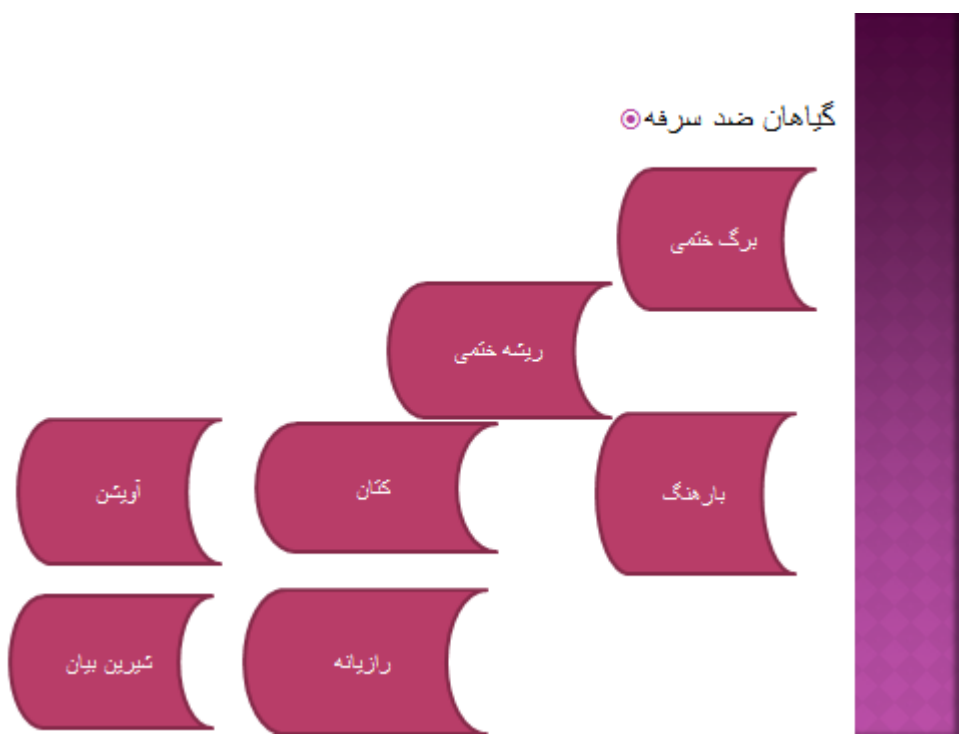 گیاهان ضد سرفه
برگ ختمی
ریشه ختمی
بارهنگ
کتان
آویشن
رازیانه
شیرین بیان